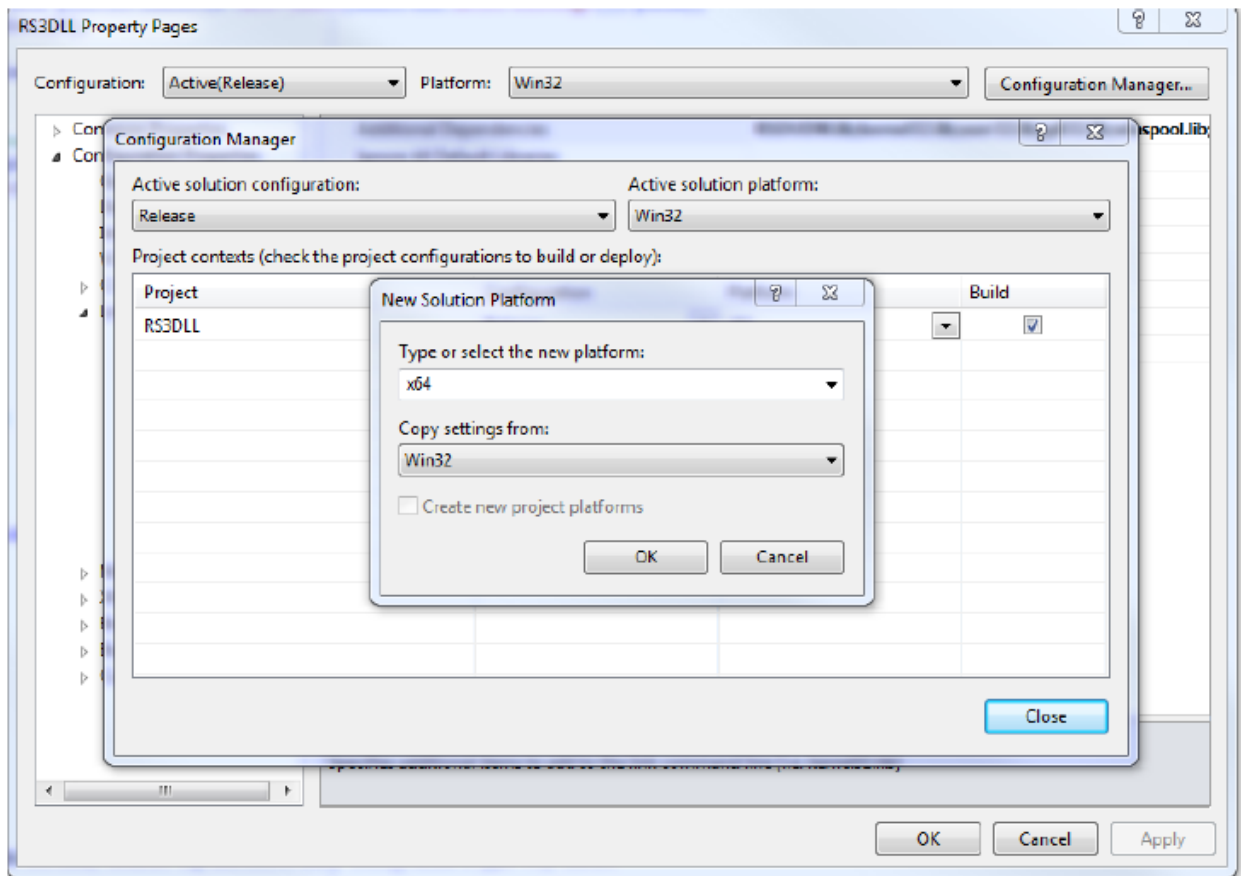 RS3DLL Property Pages
Configuration: Active(Release) Platform: Win32 Configuration Manager...
Con
Configuration Manager
nspool.lib;
Con
Active solution configuration: Active solution platform:
Release Win32
Project contexts (check the project configurations to build or deploy):
Project Build
New Solution Platform
RS3DLL
Type or select the new platform:
x64
Copy settings from:
Win32
Create new project platforms
OK Cancel
Close
OK Cancel Apply